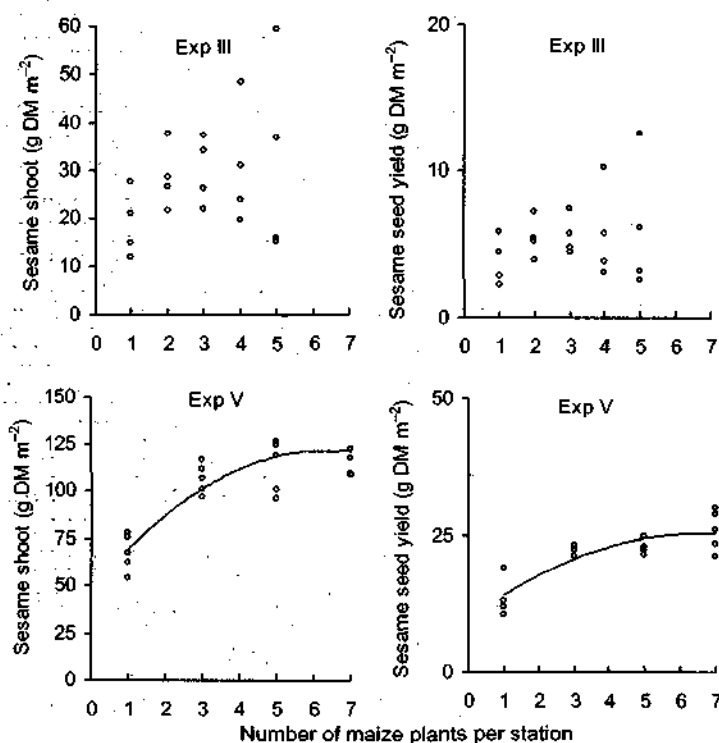 Exp III
Sesame shoot (g DM m⁻²)
60
50
40
30
20
10
0
0 1 2 3 4 5 6 7
Exp III
Sesame seed yield (g DM m⁻²)
20
10
0
0 1 2 3 4 5 6 7
Exp V
Sesame shoot (g DM m⁻²)
150
125
100
75
50
25
0
0 1 2 3 4 5 6 7
Exp V
Sesame seed yield (g DM m⁻²)
50
25
0
0 1 2 3 4 5 6 7
Number of maize plants per station